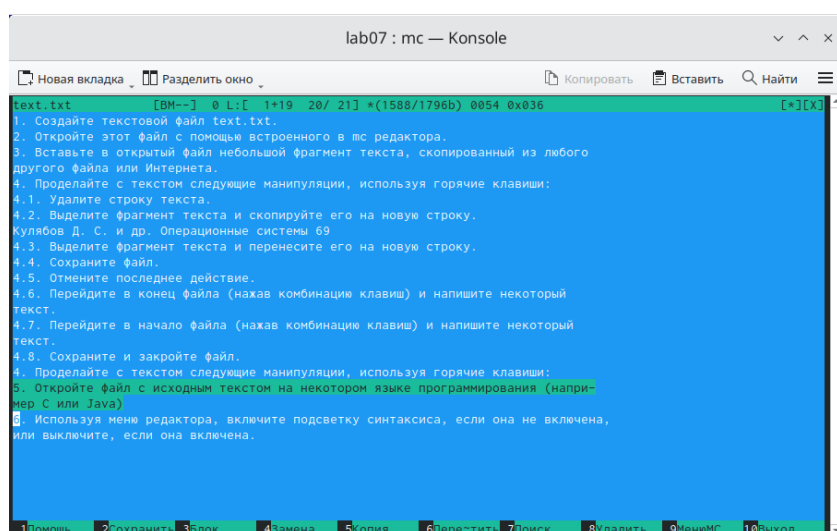 lab07 : mc — Konsole
Новая вкладка Разделить окно Копировать Вставить Найти
text.txt [BM--] 0 L:[ 1+19 20/ 21] *(1588/1796b) 0054 0x036 [*][X]
1. Создайте текстовой файл text.txt.
2. Откройте этот файл с помощью встроенного в mc редактора.
3. Вставьте в открытый файл небольшой фрагмент текста, скопированный из любого
другого файла или Интернета.
4. Проделайте с текстом следующие манипуляции, используя горячие клавиши:
4.1. Удалите строку текста.
4.2. Выделите фрагмент текста и скопируйте его на новую строку.
Кулябов Д. С. и др. Операционные системы 69
4.3. Выделите фрагмент текста и перенесите его на новую строку.
4.4. Сохраните файл.
4.5. Отмените последнее действие.
4.6. Перейдите в конец файла (нажав комбинацию клавиш) и напишите некоторый
текст.
4.7. Перейдите в начало файла (нажав комбинацию клавиш) и напишите некоторый
текст.
4.8. Сохраните и закройте файл.
4. Проделайте с текстом следующие манипуляции, используя горячие клавиши:
5. Откройте файл с исходным текстом на некотором языке программирования (напри-
мер C или Java)
6. Используя меню редактора, включите подсветку синтаксиса, если она не включена,
или выключите, если она включена.
1Помощь 2Сохранить 3Блок 4Замена 5Копия 6Пере~тить 7Поиск 8Удалить 9МенюMC 10Выход